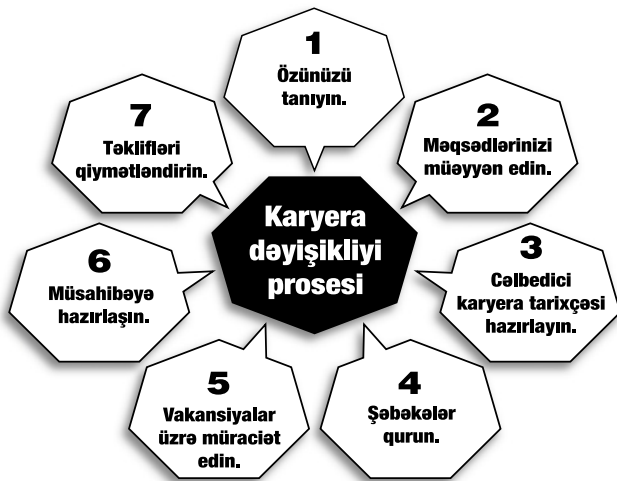 1
Özünüzü
tanıyın.
2
Məqsədlərinizi
müəyyən edin.
3
Cəlbedici
karyera tarixçəsi
hazırlayın.
4
Şəbəkələr
qurun.
5
Vakansiyalar
üzrə müraciət
edin.
6
Müsahibəyə
hazırlaşın.
7
Təklifləri
qiymətləndirin.
Karyera
dəyişikliyi
prosesi